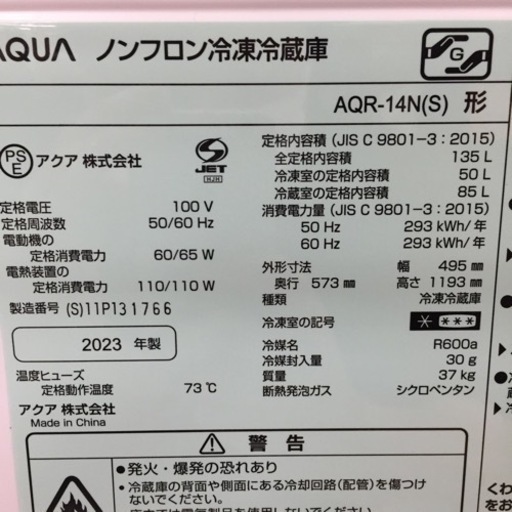 AQUA ノンフロン冷凍冷蔵庫
G
AQR-14N(S) 形
PS
E
アクア 株式会社
S
JET
NJN
定格電圧 100 V
定格周波数 50/60 Hz
電動機の
定格消費電力 60/65 W
電熱装置の
定格消費電力 110/110 W
製造番号 (S)11P131766
2023 年製
温度ヒューズ
定格動作温度 73℃
アクア 株式会社
Made in China
定格内容積 (JIS C 9801-3：2015)
全定格内容積 135 L
冷凍室の定格内容積 50 L
冷蔵室の定格内容積 85 L
消費電力量 (JIS C 9801-3：2015)
50 Hz 293 kWh/年
60 Hz 293 kWh/年
外形寸法 幅 495 ㎜
奥行 573 ㎜ 高さ 1193 ㎜
種類 冷凍冷蔵庫
冷凍室の記号 * ***
冷媒名 R600a
冷媒封入量 30 g
質量 37 kg
断熱発泡ガス シクロペンタン
警告
●発火・爆発の恐れあり
・冷蔵庫の背面や側面にある冷却回路(配管)を傷つけ
ないでください。